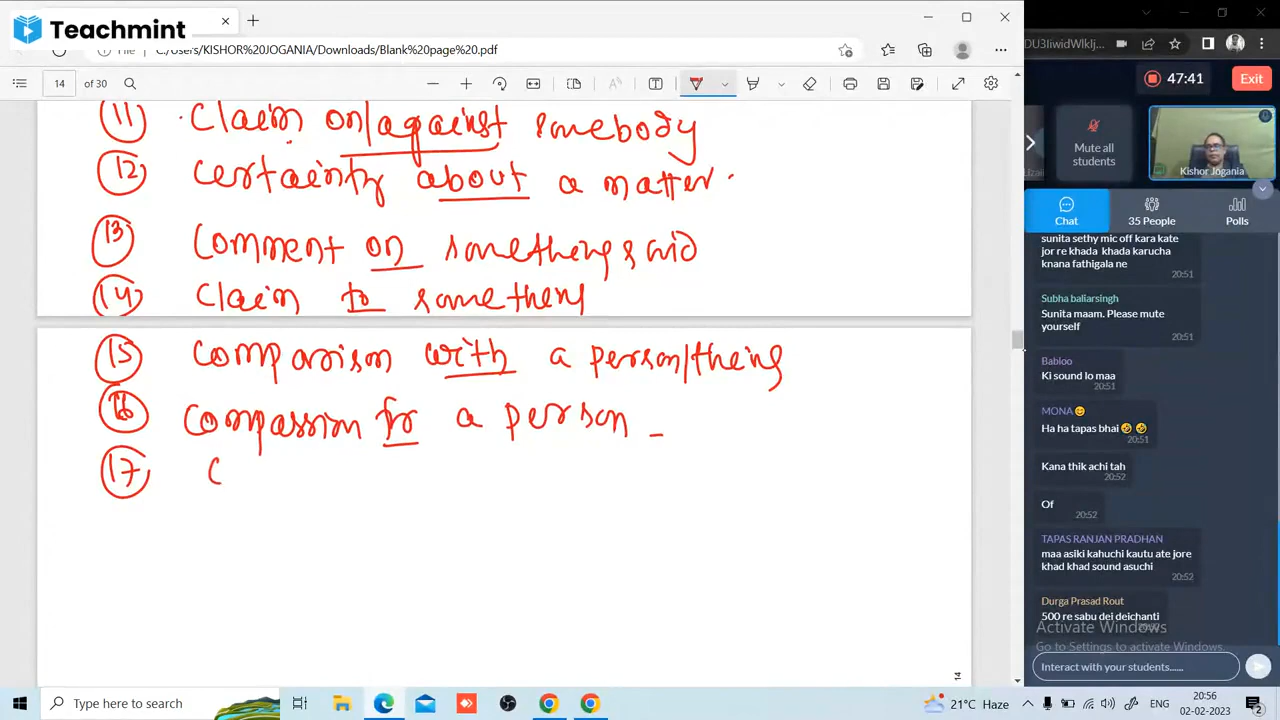 Teachmint
File
C:/Users/KISHOR%20JOGANIA/Downloads/Blank%20page%20.pdf
14 of 30
(11) Claim on/against somebody
(12) Certainty about a matter.
(13) Comment on something said
(14) Claim to something
(15) Comparison with a person/thing
(16) Compassion for a person
(17) C
14
DU3IiwidWlkIj...
47:41
Exit
Mute all
students
Kishor Jogania
Chat
35 People
Polls
sunita sethy mic off kara kate
jor re khada khada karucha
knana fathigala ne
20:51
Subha baliarsingh
Sunita maam. Please mute
yourself
20:51
Babloo
Ki sound lo maa
20:51
MONA😊
Ha ha tapas bhai 🤣🤣
20:51
Kana thik achi tah
20:52
Of
20:52
TAPAS RANJAN PRADHAN
maa asiki kahuchi kautu ate jore
khad khad sound asuchi
20:52
Durga Prasad Rout
500 re sabu dei deichanti
Activate Windows
Go to Settings to activate Windows.
Interact with your students......
Type here to search
21°C Haze
ENG
20:56
02-02-2023
2